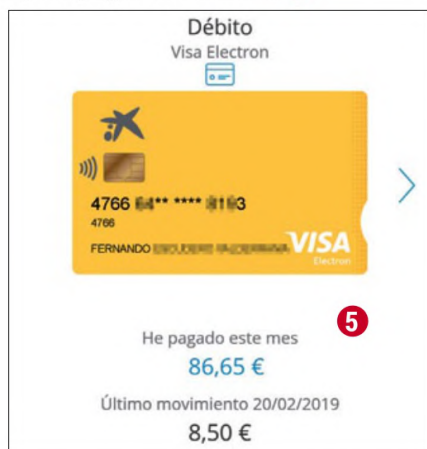 Débito
Visa Electron
4766 **** 3
4766
FERNANDO
VISA
Electron
5
He pagado este mes
86,65 €
Último movimiento 20/02/2019
8,50 €